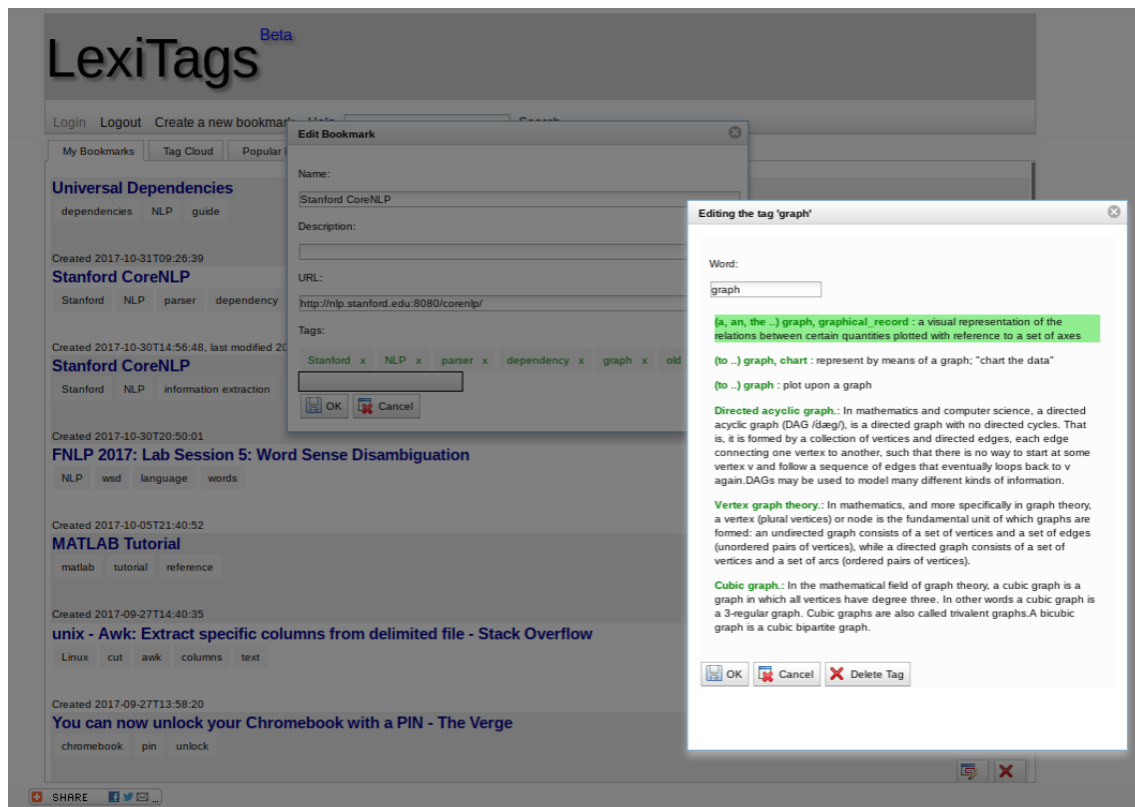 LexiTags Beta
Login Logout Create a new bookmark Help Search
My Bookmarks Tag Cloud Popular
Universal Dependencies
dependencies NLP guide
Created 2017-10-31T09:26:39
Stanford CoreNLP
Stanford NLP parser dependency
Created 2017-10-30T14:56:48, last modified 20
Stanford CoreNLP
Stanford NLP information extraction
Created 2017-10-30T20:50:01
FNLP 2017: Lab Session 5: Word Sense Disambiguation
NLP wsd language words
Created 2017-10-05T21:40:52
MATLAB Tutorial
matlab tutorial reference
Created 2017-09-27T14:40:35
unix - Awk: Extract specific columns from delimited file - Stack Overflow
Linux cut awk columns text
Created 2017-09-27T13:58:20
You can now unlock your Chromebook with a PIN - The Verge
chromebook pin unlock
SHARE
Edit Bookmark
Name:
Stanford CoreNLP
Description:
URL:
http://nlp.stanford.edu:8080/corenlp/
Tags:
Stanford x NLP x parser x dependency x graph x old
OK Cancel
Editing the tag 'graph'
Word:
graph
(a, an, the ..) graph, graphical_record : a visual representation of the
relations between certain quantities plotted with reference to a set of axes
(to ..) graph, chart : represent by means of a graph; "chart the data"
(to ..) graph : plot upon a graph
Directed acyclic graph.: In mathematics and computer science, a directed
acyclic graph (DAG /dæg/), is a directed graph with no directed cycles. That
is, it is formed by a collection of vertices and directed edges, each edge
connecting one vertex to another, such that there is no way to start at some
vertex v and follow a sequence of edges that eventually loops back to v
again.DAGs may be used to model many different kinds of information.
Vertex graph theory.: In mathematics, and more specifically in graph theory,
a vertex (plural vertices) or node is the fundamental unit of which graphs are
formed: an undirected graph consists of a set of vertices and a set of edges
(unordered pairs of vertices), while a directed graph consists of a set of
vertices and a set of arcs (ordered pairs of vertices).
Cubic graph.: In the mathematical field of graph theory, a cubic graph is a
graph in which all vertices have degree three. In other words a cubic graph is
a 3-regular graph. Cubic graphs are also called trivalent graphs.A bicubic
graph is a cubic bipartite graph.
OK Cancel Delete Tag